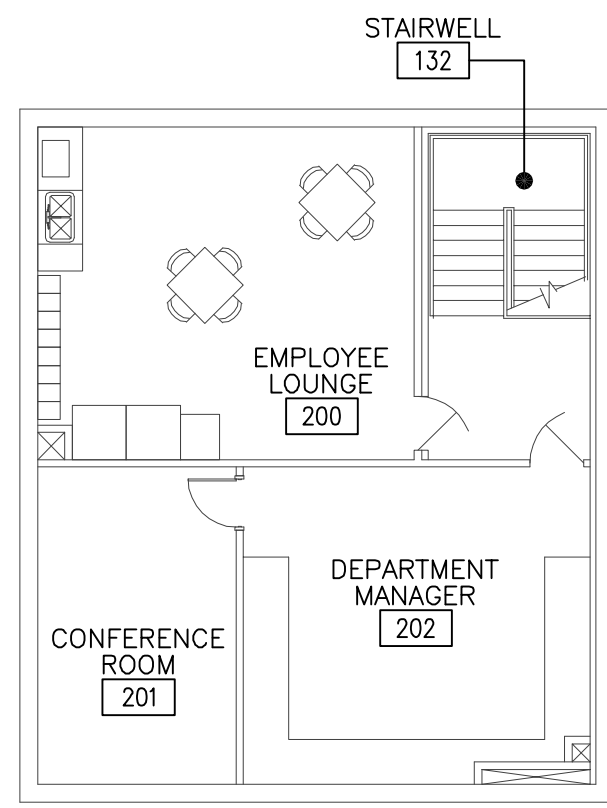 STAIRWELL
132
EMPLOYEE
LOUNGE
200
DEPARTMENT
MANAGER
202
CONFERENCE
ROOM
201